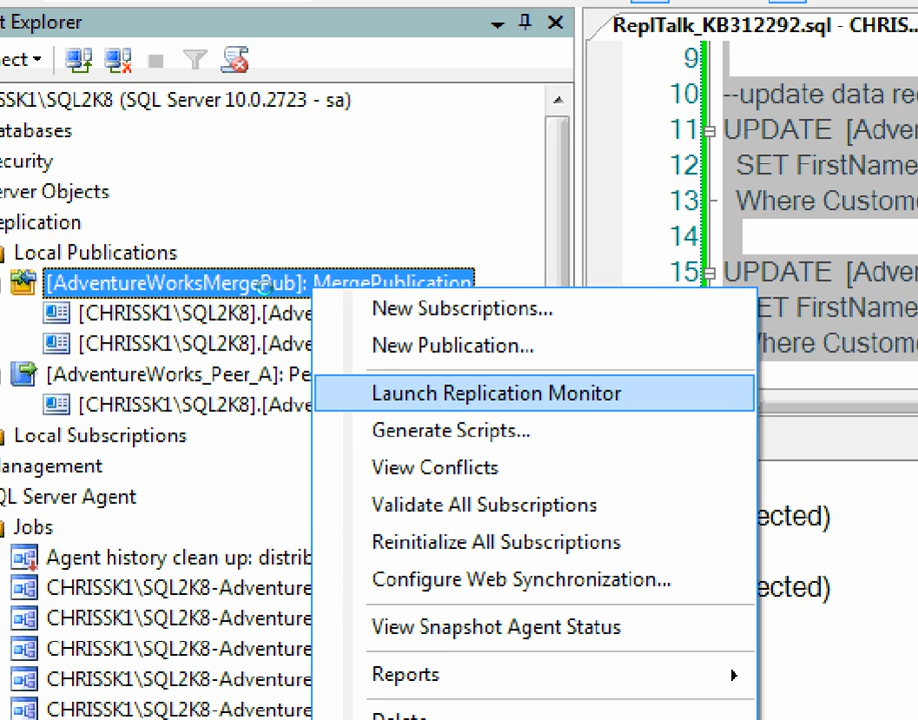 t Explorer
ect
SSK1\SQL2K8 (SQL Server 10.0.2723 - sa)
atabases
ecurity
erver Objects
eplication
Local Publications
[AdventureWorksMergePub]: MergePublication
[CHRISSK1\SQL2K8].[Adve
[CHRISSK1\SQL2K8].[Adve
[AdventureWorks_Peer_A]: Pe
[CHRISSK1\SQL2K8].[Adve
Local Subscriptions
anagement
QL Server Agent
Jobs
Agent history clean up: distrib
CHRISSK1\SQL2K8-Adventure
CHRISSK1\SQL2K8-Adventure
CHRISSK1\SQL2K8-Adventure
CHRISSK1\SQL2K8-Adventure
CHRISSK1\SQL2K8-Adventure
New Subscriptions...
New Publication...
Launch Replication Monitor
Generate Scripts...
View Conflicts
Validate All Subscriptions
Reinitialize All Subscriptions
Configure Web Synchronization...
View Snapshot Agent Status
Reports
Delete
ReplTalk_KB312292.sql - CHRIS...
9
10 --update data re
11 UPDATE [Adven
12 SET FirstName
13 Where Custome
14
15 UPDATE [Adven
ET FirstName
here Custome
ected)
ected)